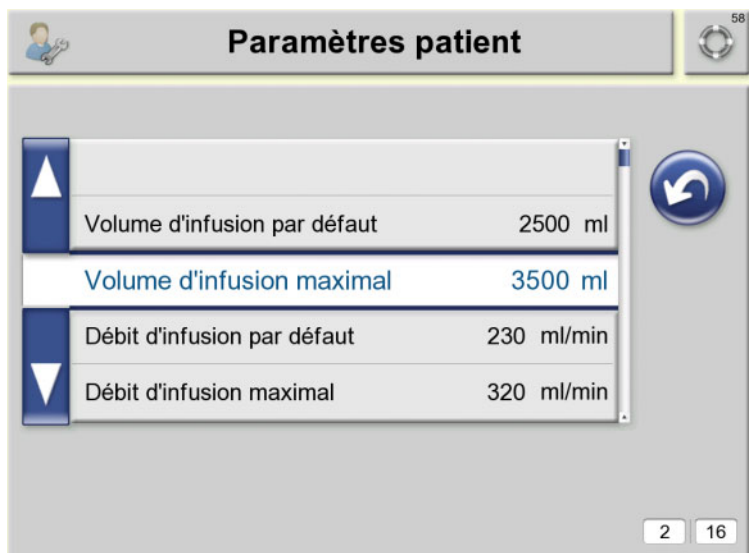 Paramètres patient
58
Volume d'infusion par défaut 2500 ml
Volume d'infusion maximal 3500 ml
Débit d'infusion par défaut 230 ml/min
Débit d'infusion maximal 320 ml/min
2 16